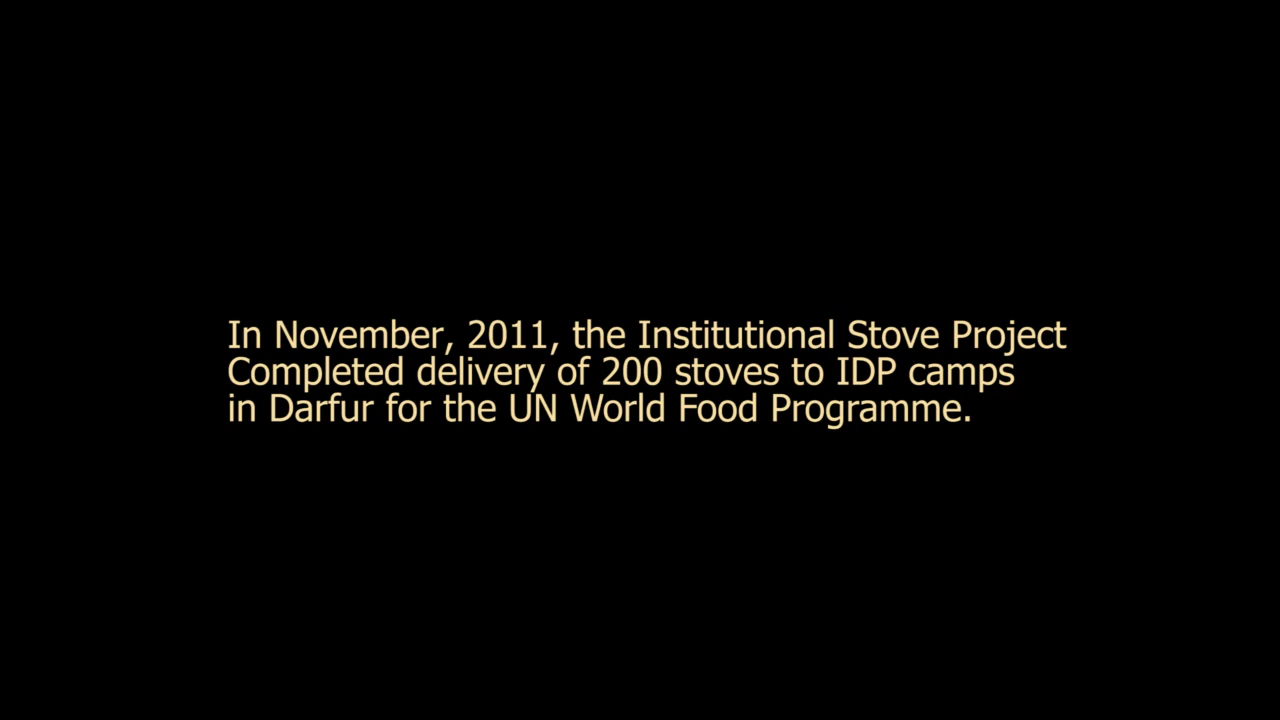 In November, 2011, the Institutional Stove Project
Completed delivery of 200 stoves to IDP camps
in Darfur for the UN World Food Programme.